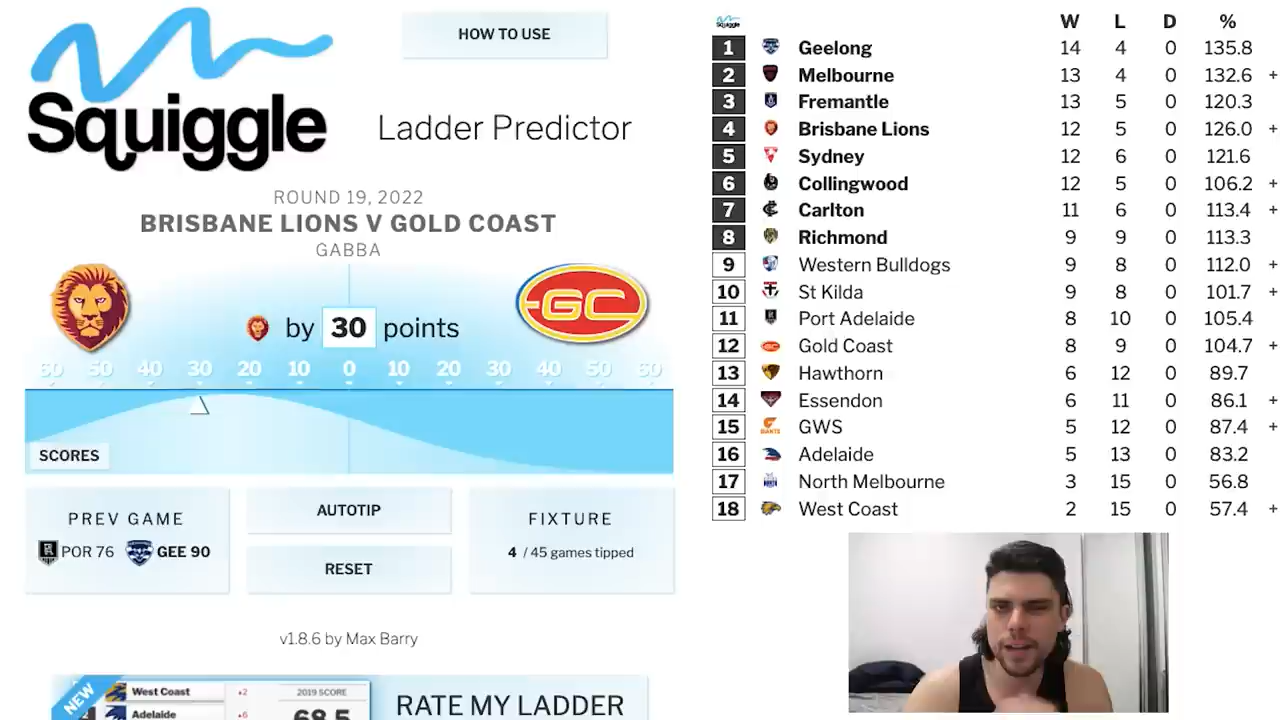 HOW TO USE
Squiggle
Ladder Predictor
ROUND 19, 2022
BRISBANE LIONS V GOLD COAST
GABBA
GC
by 30 points
60 50 40 30 20 10 0 10 20 30 40 50 60
SCORES
PREV GAME
POR 76 GEE 90
AUTOTIP
RESET
FIXTURE
4 / 45 games tipped
v1.8.6 by Max Barry
NEW
West Coast 2 2019 SCORE
Adelaide 6 68.5
RATE MY LADDER
Squiggle W L D %
1 Geelong 14 4 0 135.8
2 Melbourne 13 4 0 132.6 +
3 Fremantle 13 5 0 120.3
4 Brisbane Lions 12 5 0 126.0 +
5 Sydney 12 6 0 121.6
6 Collingwood 12 5 0 106.2 +
7 Carlton 11 6 0 113.4 +
8 Richmond 9 9 0 113.3
9 Western Bulldogs 9 8 0 112.0 +
10 St Kilda 9 8 0 101.7 +
11 Port Adelaide 8 10 0 105.4
12 Gold Coast 8 9 0 104.7 +
13 Hawthorn 6 12 0 89.7
14 Essendon 6 11 0 86.1 +
15 GWS 5 12 0 87.4 +
16 Adelaide 5 13 0 83.2
17 North Melbourne 3 15 0 56.8
18 West Coast 2 15 0 57.4 +